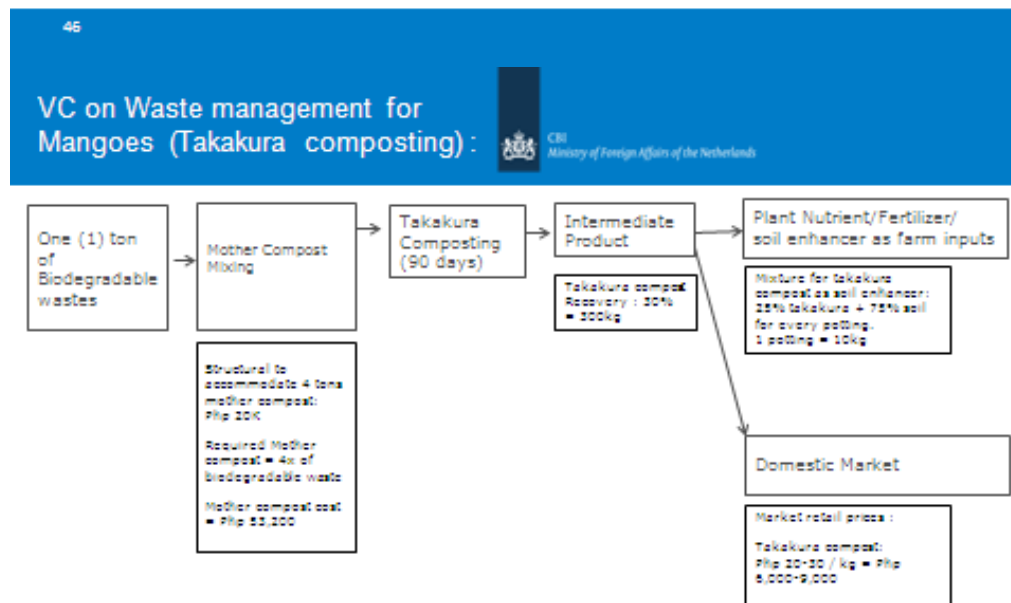 46
VC on Waste management for
Mangoes (Takakura composting) :
CBI
Ministry of Foreign Affairs of the Netherlands
One (1) ton
of
Biodegradable
wastes
Mother Compost
Mixing
Takakura
Composting
(90 days)
Intermediate
Product
Plant Nutrient/Fertilizer/
soil enhancer as farm inputs
Takakura compost
Recovery : 30%
= 300kg
Mixture for takakura
compost as soil enhancer:
25% takakura + 75% soil
for every potting.
1 potting = 10kg
Structural to
accommodate 4 tons
mother compost:
Php 20K
Required Mother
compost = 4x of
biodegradable waste
Mother compost cost
= Php 53,200
Domestic Market
Market retail prices :
Takakura compost:
Php 20-30 / kg = Php
6,000-9,000